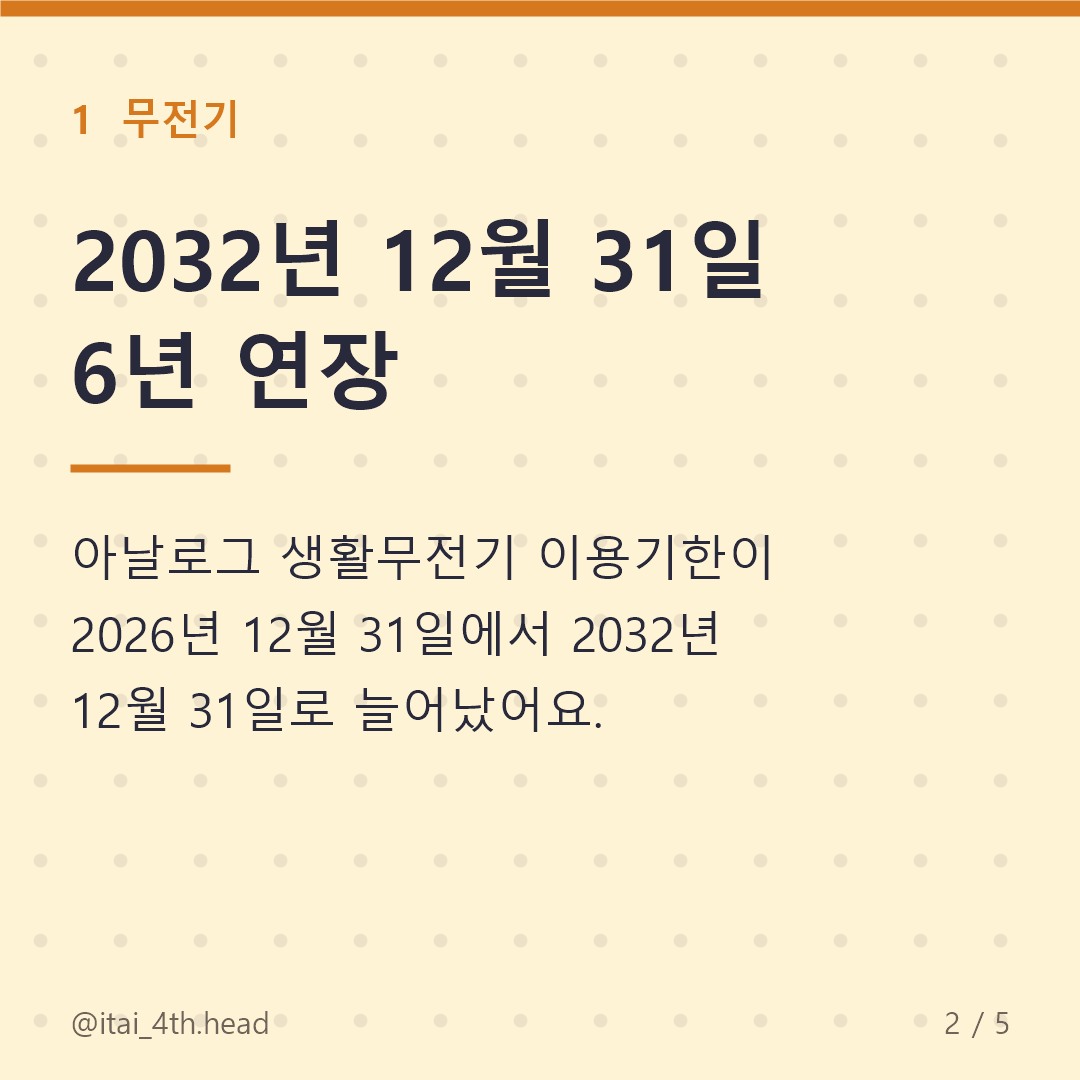 1 무전기
2032년 12월 31일
6년 연장
아날로그 생활무전기 이용기한이
2026년 12월 31일에서 2032년
12월 31일로 늘어났어요.
@itai_4th.head
2 / 5